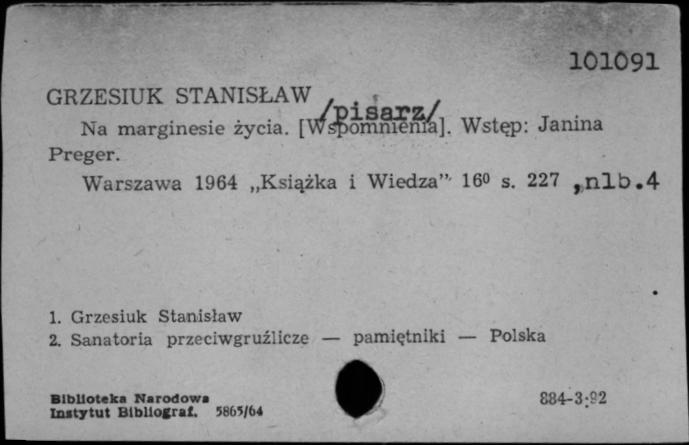 101091
GRZESIUK STANISŁAW
/pisarz/
Na marginesie życia. [Wspomnienia]. Wstęp: Janina
Preger.
Warszawa 1964 „Książka i Wiedza” 16⁰ s. 227 ,nlb.4
1. Grzesiuk Stanisław
2. Sanatoria przeciwgruźlicze — pamiętniki — Polska
Biblioteka Narodowa
Instytut Bibliograf. 5865/64
884-3:92